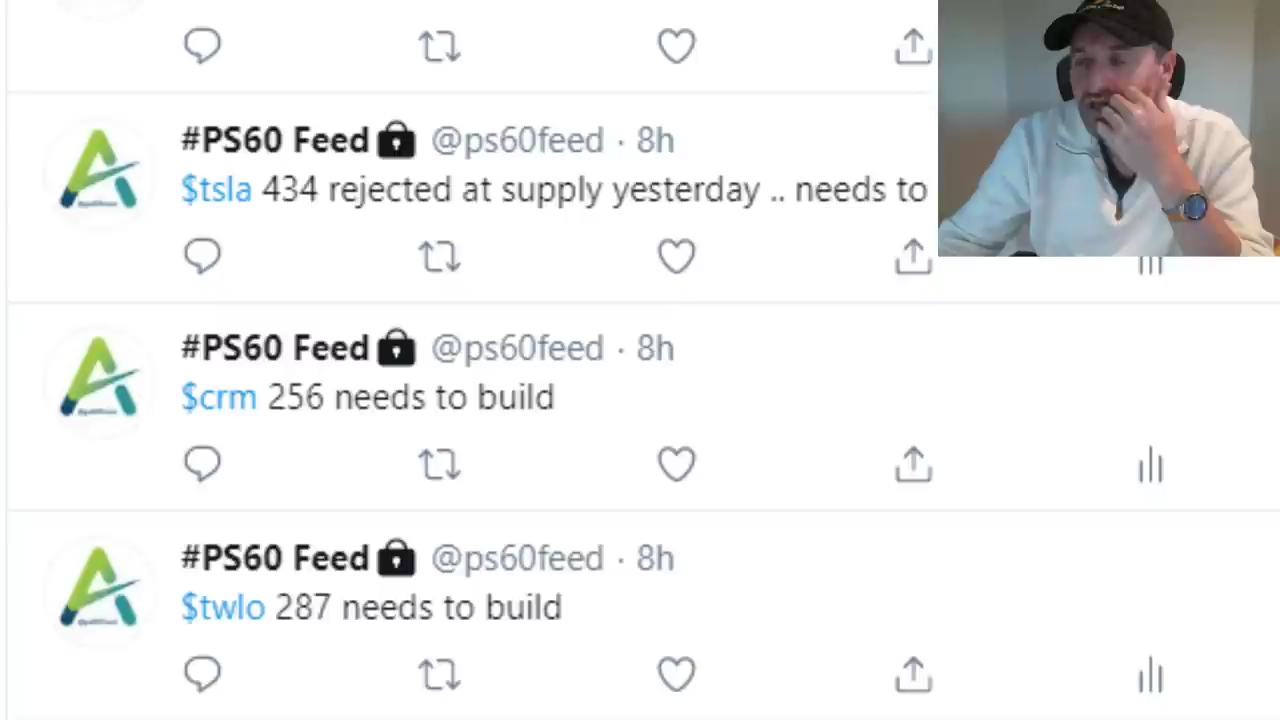 #PS60 Feed @ps60feed · 8h
$tsla 434 rejected at supply yesterday .. needs to
#PS60 Feed @ps60feed · 8h
$crm 256 needs to build
#PS60 Feed @ps60feed · 8h
$twlo 287 needs to build